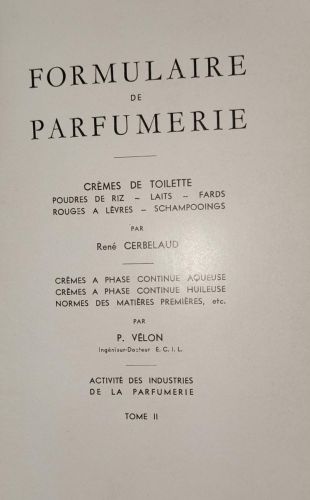 FORMULAIRE
DE
PARFUMERIE
CRÈMES DE TOILETTE
POUDRES DE RIZ – LAITS – FARDS
ROUGES A LÈVRES – SCHAMPOOINGS
PAR
René CERBELAUD
CRÈMES A PHASE CONTINUE AQUEUSE
CRÈMES A PHASE CONTINUE HUILEUSE
NORMES DES MATIÈRES PREMIÈRES, etc.
PAR
P. VÉLON
Ingénieur-Docteur E. C. I. L.
ACTIVITÉ DES INDUSTRIES
DE LA PARFUMERIE
TOME II